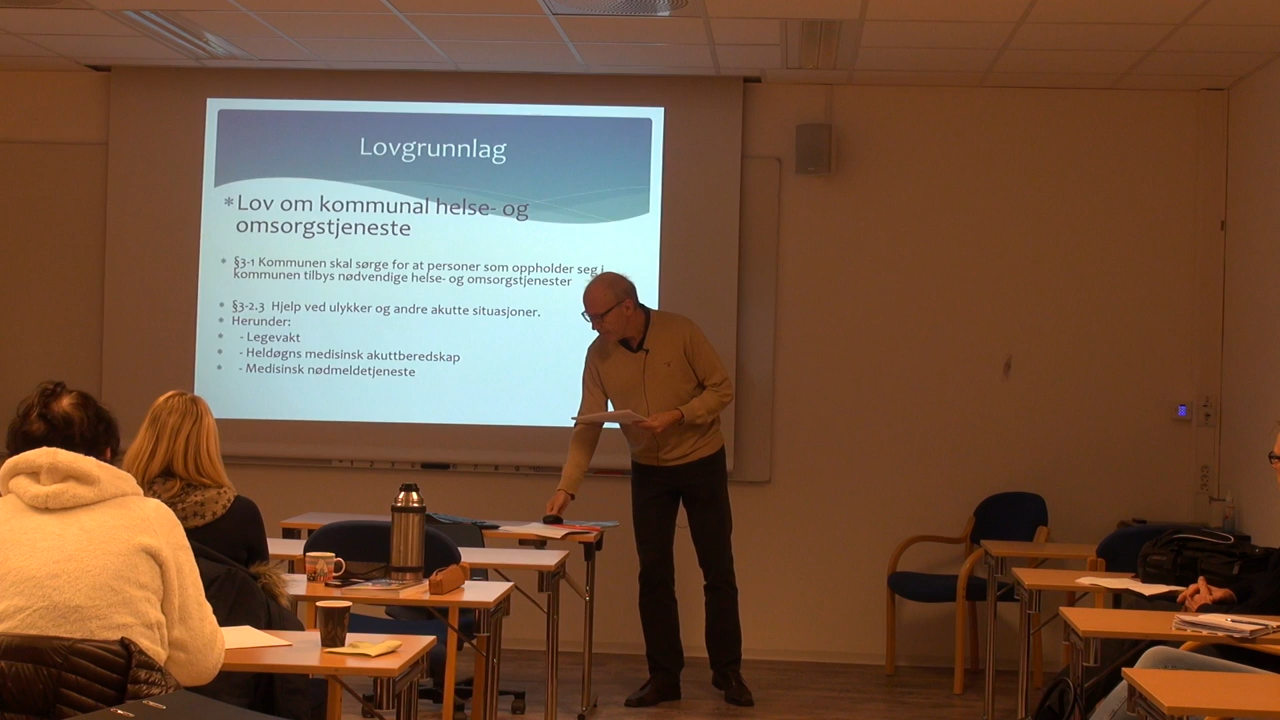 Lovgrunnlag
* Lov om kommunal helse- og
omsorgstjeneste
* §3-1 Kommunen skal sørge for at personer som oppholder seg i
kommunen tilbys nødvendige helse- og omsorgstjenester
* §3-2.3 Hjelp ved ulykker og andre akutte situasjoner.
* Herunder:
* - Legevakt
* - Heldøgns medisinsk akuttberedskap
* - Medisinsk nødmeldetjeneste